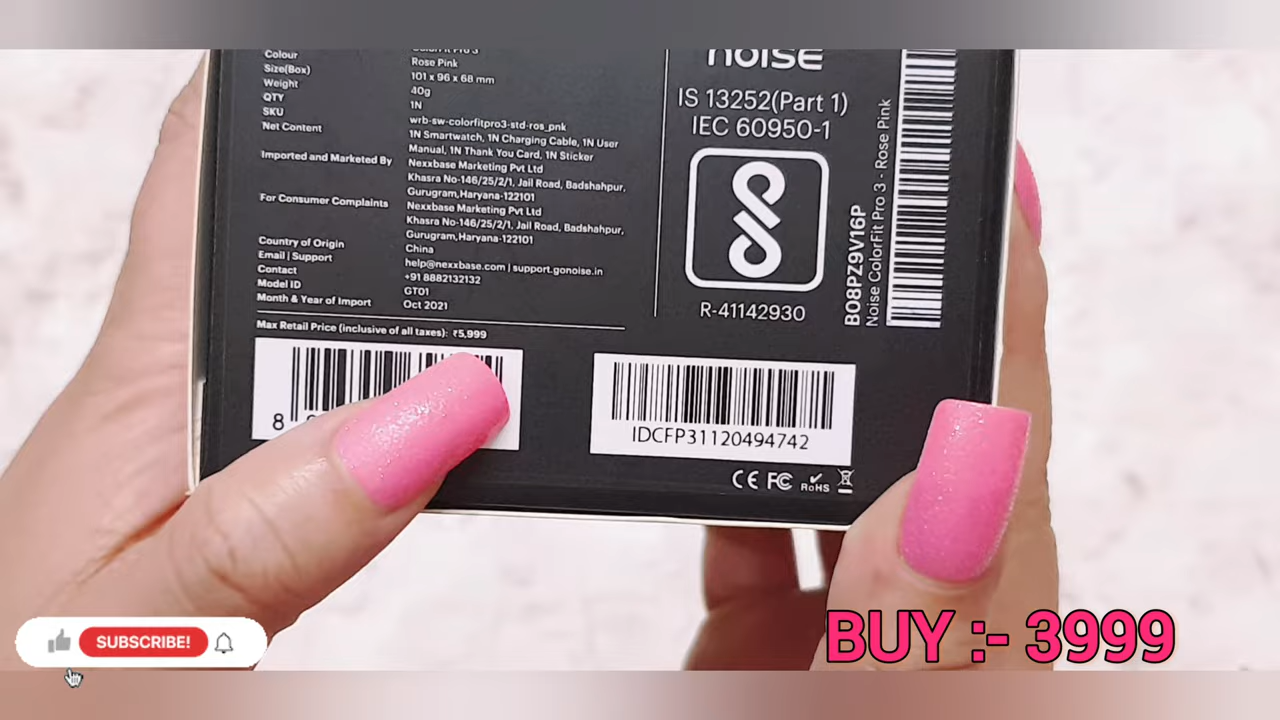 Colour
ColorFit Pro 3
Size(Box)
Rose Pink
Weight
101 x 96 x 68 mm
QTY
40g
SKU
1N
Net Content
wrb-sw-colorfitpro3-std-ros_pnk
1N Smartwatch, 1N Charging Cable, 1N User
Manual, 1N Thank You Card, 1N Sticker
Imported and Marketed By
Nexxbase Marketing Pvt Ltd
Khasra No-146/25/2/1, Jail Road, Badshahpur,
Gurugram,Haryana-122101
For Consumer Complaints
Nexxbase Marketing Pvt Ltd
Khasra No-146/25/2/1, Jail Road, Badshahpur,
Gurugram,Haryana-122101
Country of Origin
China
Email | Support
help@nexxbase.com | support.gonoise.in
Contact
+91 8882132132
Model ID
GT01
Month & Year of Import
Oct 2021
Max Retail Price (inclusive of all taxes): ₹5,999
noise
IS 13252(Part 1)
IEC 60950-1
R-41142930
B08PZ9V16P
Noise ColorFit Pro 3 - Rose Pink
8
IDCFP31120494742
CE FC RoHS
SUBSCRIBE!
BUY :- 3999